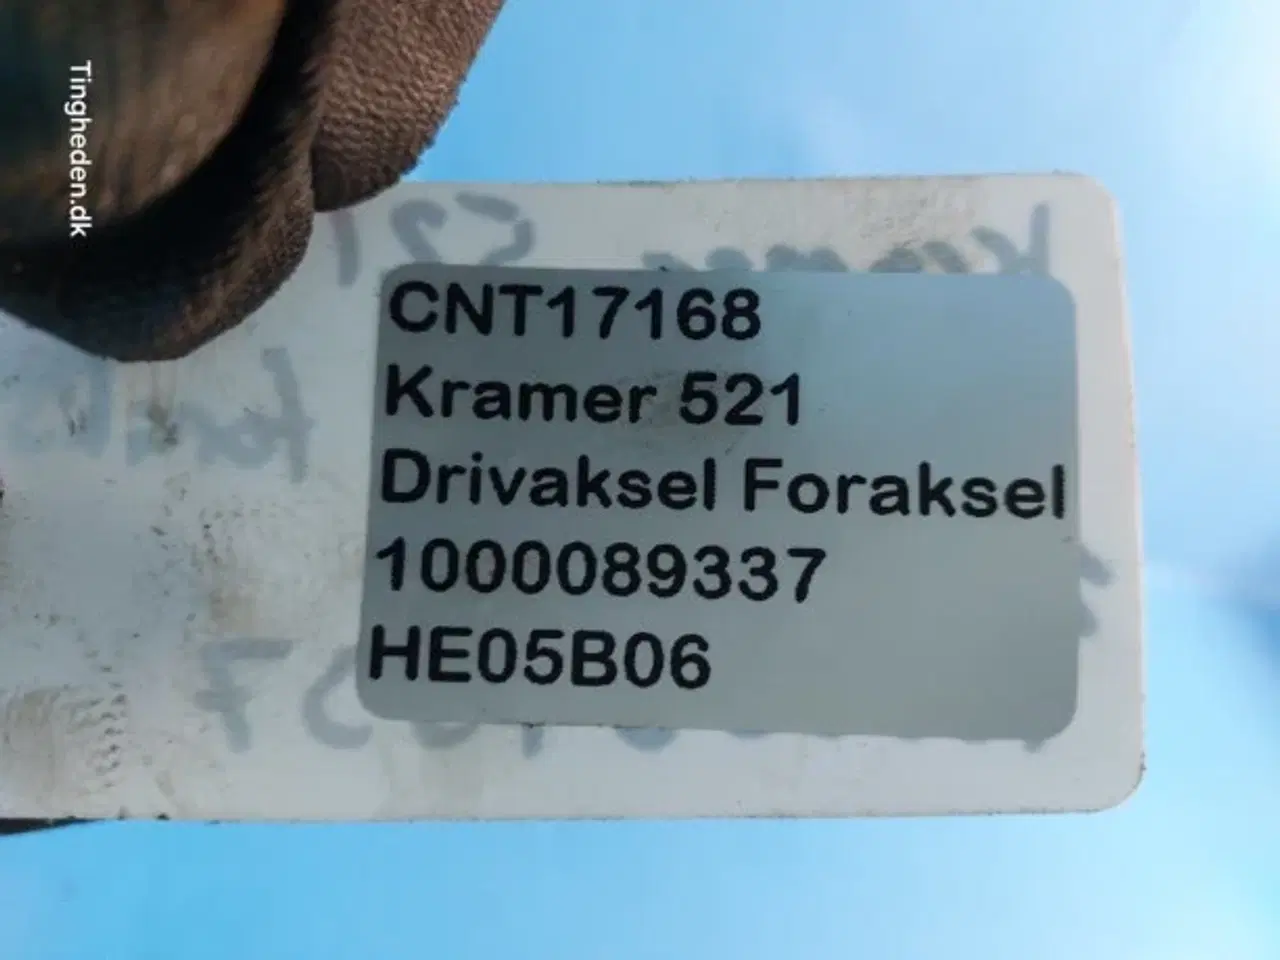 Tingheden.dk
CNT17168
Kramer 521
Drivaksel Foraksel
1000089337
HE05B06